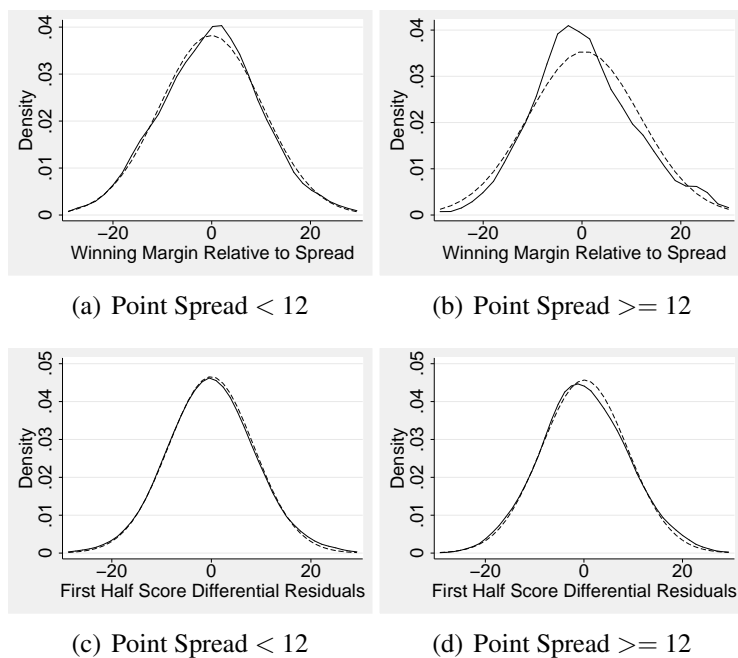 Density
0 .01 .02 .03 .04
−20 0 20
Winning Margin Relative to Spread
(a) Point Spread < 12
Density
0 .01 .02 .03 .04
−20 0 20
Winning Margin Relative to Spread
(b) Point Spread >= 12
Density
0 .01 .02 .03 .04 .05
−20 0 20
First Half Score Differential Residuals
(c) Point Spread < 12
Density
0 .01 .02 .03 .04 .05
−20 0 20
First Half Score Differential Residuals
(d) Point Spread >= 12